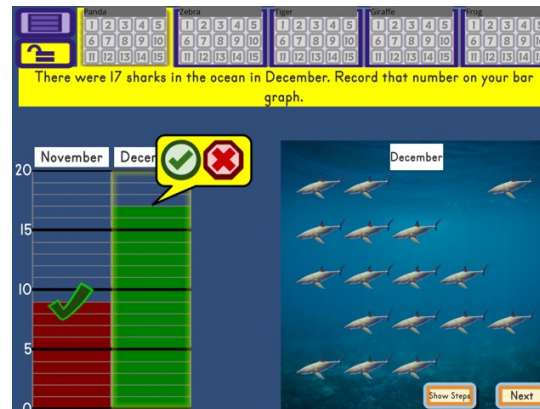 Panda Zebra Tiger Giraffe Frog
1 2 3 4 5 1 2 3 4 5 1 2 3 4 5 1 2 3 4 5 1 2 3 4 5
6 7 8 9 10 6 7 8 9 10 6 7 8 9 10 6 7 8 9 10 6 7 8 9 10
11 12 13 14 15 11 12 13 14 15 11 12 13 14 15 11 12 13 14 15 11 12 13 14
There were 17 sharks in the ocean in December. Record that number on your bar
graph.
November
December
20
15
10
5
0
Show Steps
Next